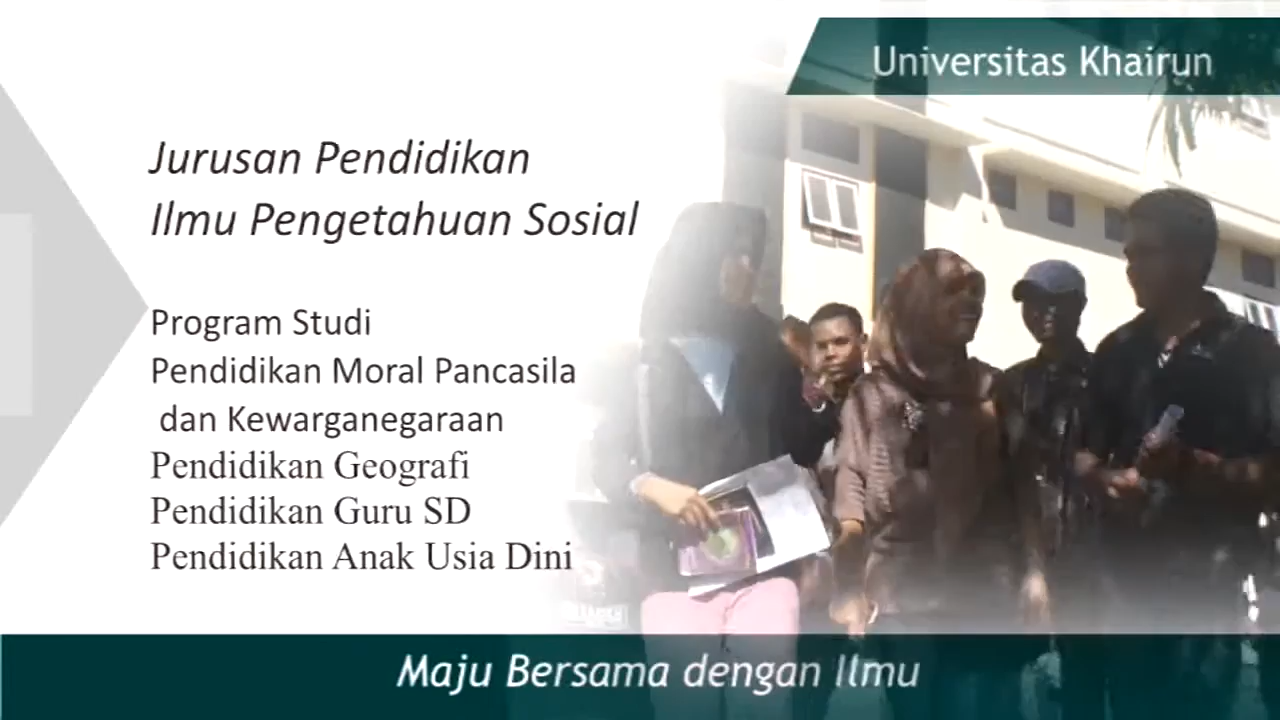 Universitas Khairun
Jurusan Pendidikan
Ilmu Pengetahuan Sosial
Program Studi
Pendidikan Moral Pancasila
dan Kewarganegaraan
Pendidikan Geografi
Pendidikan Guru SD
Pendidikan Anak Usia Dini
Maju Bersama dengan Ilmu